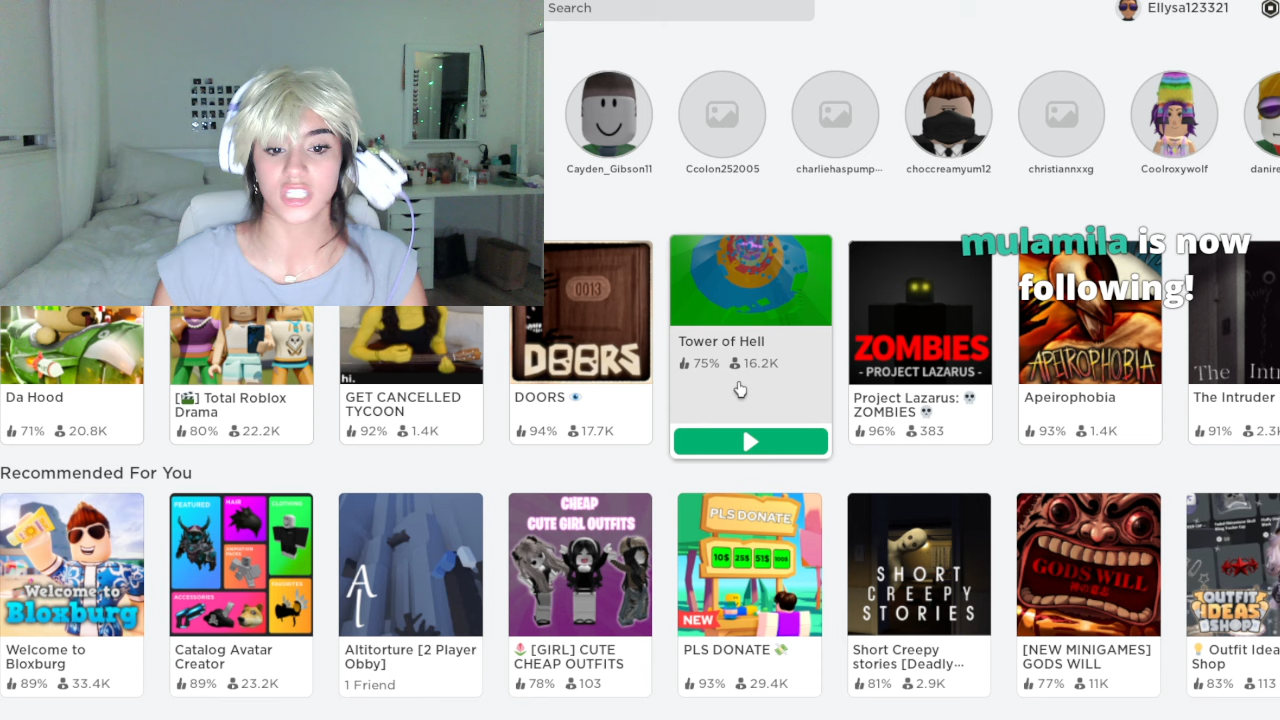 Search
Ellysa123321
Cayden_Gibson11
Ccolon252005
charliehaspump...
choccreamyum12
christiannxxg
Coolroxywolf
danire
mulamila is now
following!
hi.
0013
DOORS
ZOMBIES
- PROJECT LAZARUS -
APEIROPHOBIA
The Intr
Da Hood
71% 20.8K
[🎬] Total Roblox
Drama
80% 22.2K
GET CANCELLED
TYCOON
92% 1.4K
DOORS 👁️
94% 17.7K
Tower of Hell
75% 16.2K
Project Lazarus: 💀
ZOMBIES 💀
96% 383
Apeirophobia
93% 1.4K
The Intruder
91% 2.3K
Recommended For You
Welcome to
Bloxburg
FEATURED
HAIR
CLOTHING
ANIMATION
PACKS
ACCESSORIES
FAVORITES
A
I
CHEAP
CUTE GIRL OUTFITS
PLS DONATE
10$ 25$ 51$ 100$
NEW
SHORT
CREEPY
STORIES
GODS WILL
OUTFIT
IDEAS
SHOP
Welcome to
Bloxburg
89% 33.4K
Catalog Avatar
Creator
89% 23.2K
Altitorture [2 Player
Obby]
1 Friend
🌷 [GIRL] CUTE
CHEAP OUTFITS
78% 103
PLS DONATE 💸
93% 29.4K
Short Creepy
stories [Deadly...
81% 2.9K
[NEW MINIGAMES]
GODS WILL
77% 11K
💡 Outfit Idea
Shop
83% 113